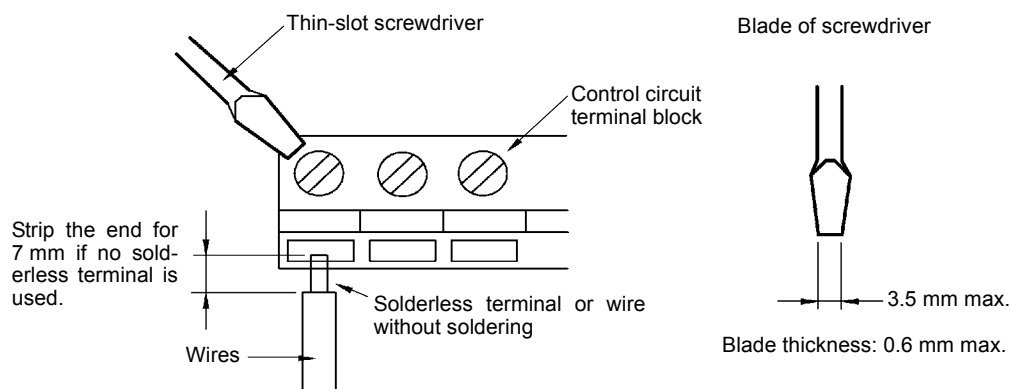 Thin-slot screwdriver
Blade of screwdriver
Control circuit
terminal block
Strip the end for
7 mm if no sold-
erless terminal is
used.
Solderless terminal or wire
without soldering
Wires
3.5 mm max.
Blade thickness: 0.6 mm max.